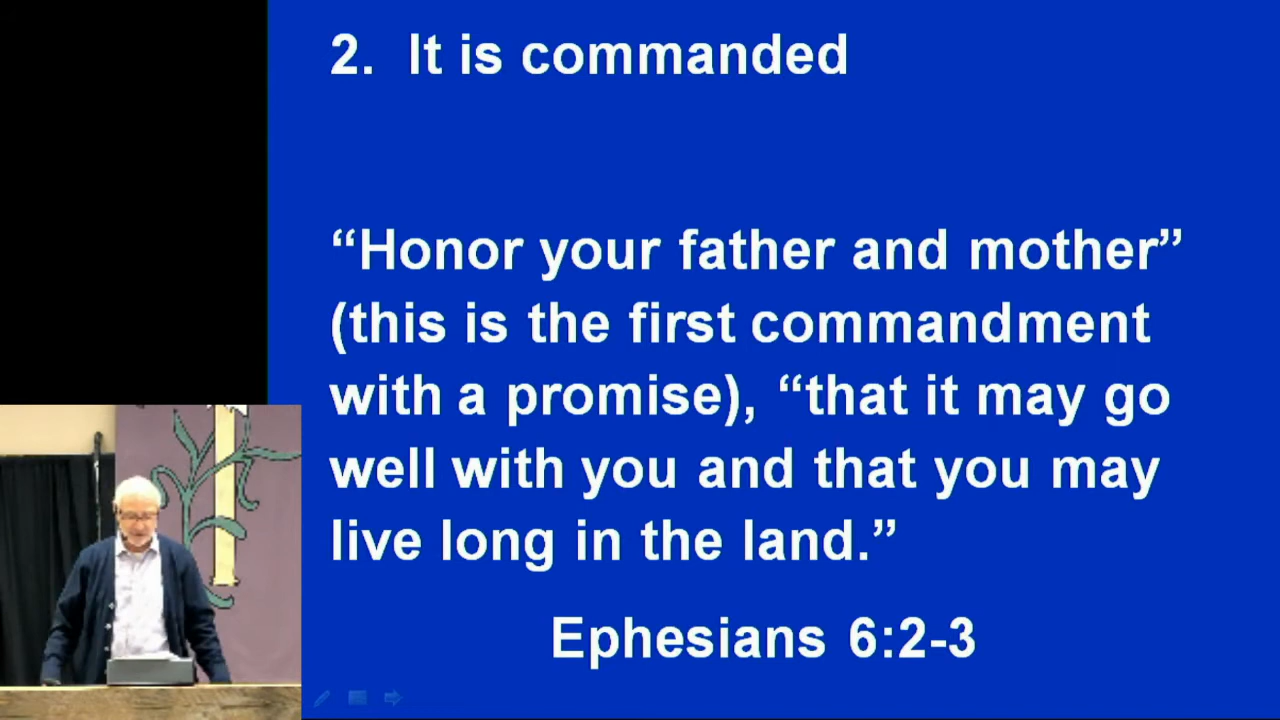 2. It is commanded
“Honor your father and mother”
(this is the first commandment
with a promise), “that it may go
well with you and that you may
live long in the land.”
Ephesians 6:2-3